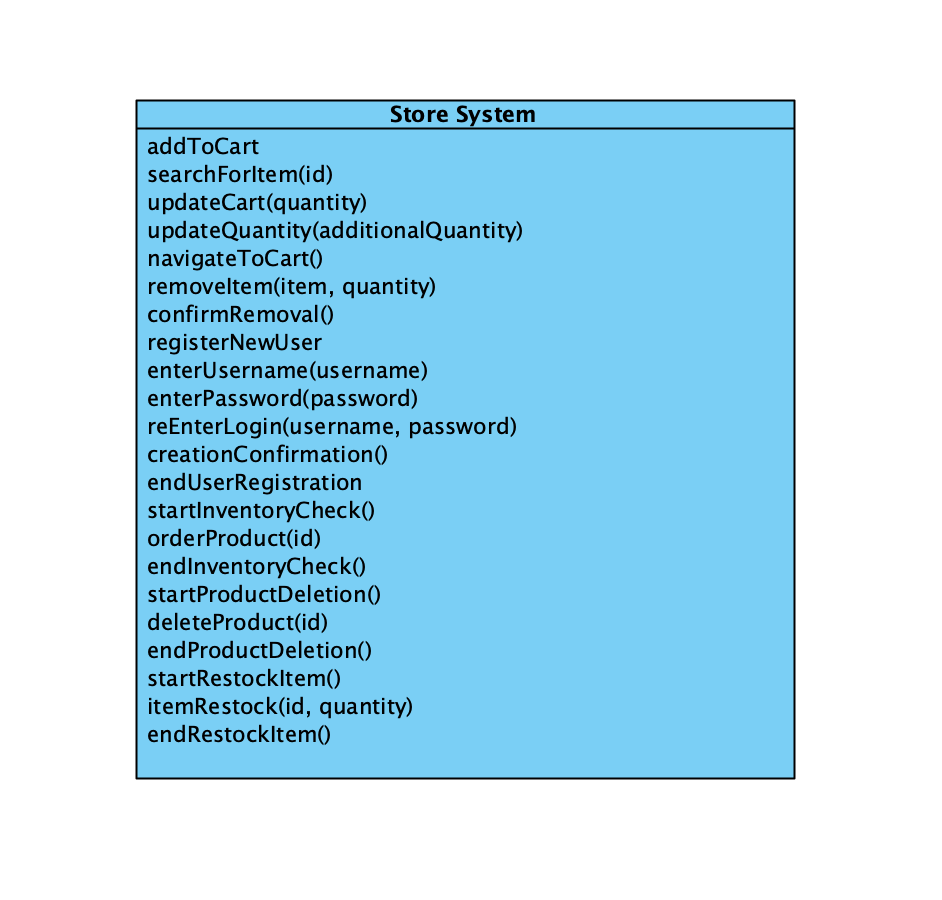 Store System
addToCart
searchForItem(id)
updateCart(quantity)
updateQuantity(additionalQuantity)
navigateToCart()
removeItem(item, quantity)
confirmRemoval()
registerNewUser
enterUsername(username)
enterPassword(password)
reEnterLogin(username, password)
creationConfirmation()
endUserRegistration
startInventoryCheck()
orderProduct(id)
endInventoryCheck()
startProductDeletion()
deleteProduct(id)
endProductDeletion()
startRestockItem()
itemRestock(id, quantity)
endRestockItem()